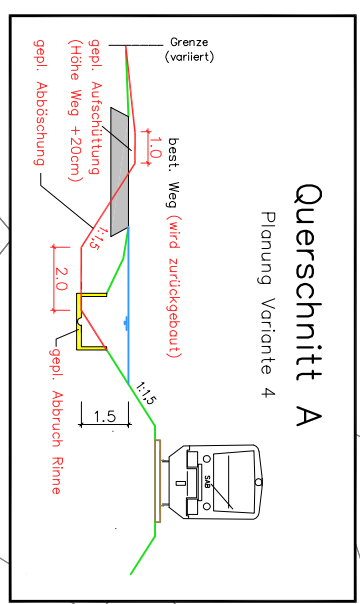 Querschnitt A
Planung Variante 4
Grenze
(variiert)
best. Weg (wird zurückgebaut)
gepl. Aufschüttung
(Höhe Weg +20cm)
gepl. Abböschung
1.0
1:1.5
2.0
1:1,5
1.5
gepl. Abbruch Rinne
SAB